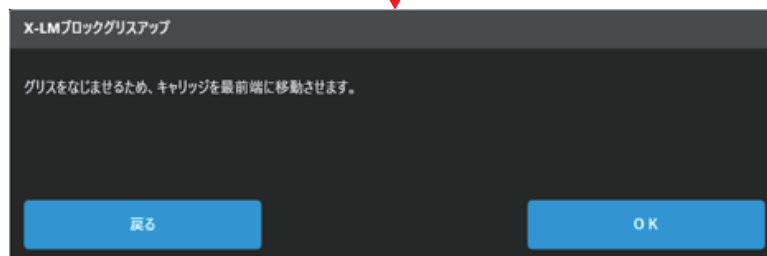 X-LMブロックグリスアップ
グリスをなじませるため、キャリッジを最前端に移動させます。
戻る
OK